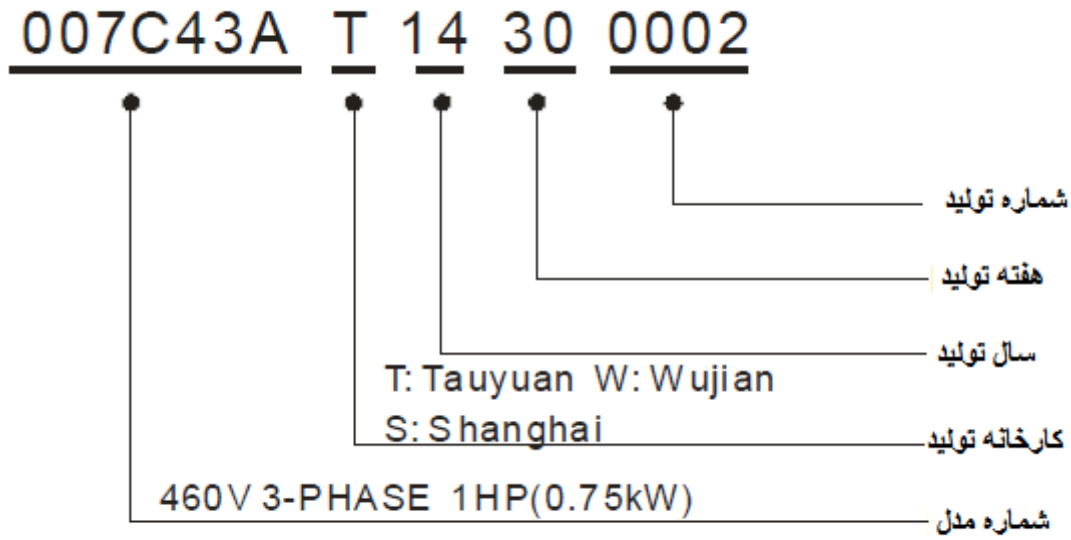 007C43A T 14 30 0002
شماره تولید
هفته تولید
سال تولید
T: Tauyuan W: Wujian
S: Shanghai
کارخانه تولید
460V 3-PHASE 1HP(0.75kW)
شماره مدل